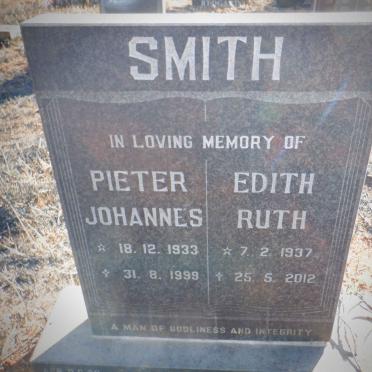 SMITH
IN LOVING MEMORY OF
PIETER JOHANNES
☆ 18. 12. 1933
✝ 31. 8. 1999
EDITH RUTH
☆ 7. 2. 1937
✝ 25. 5. 2012
A MAN OF GODLINESS AND INTEGRITY